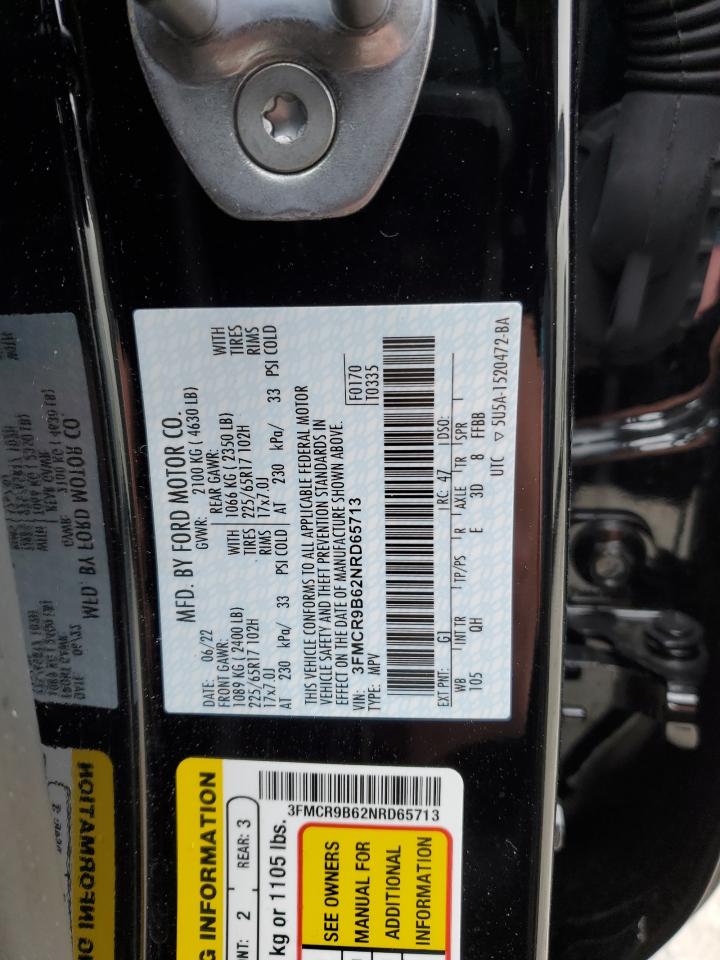 MFD. BY FORD MOTOR CO.
DATE: 06/22 GVWR: 2100 KG ( 4630 LB)
FRONT GAWR: REAR GAWR:
1089 KG ( 2400 LB) WITH 1066 KG ( 2350 LB) WITH
225/65R17 102H TIRES 225/65R17 102H TIRES
17x7.0J RIMS 17x7.0J RIMS
AT 230 kPa/ 33 PSI COLD AT 230 kPa/ 33 PSI COLD
THIS VEHICLE CONFORMS TO ALL APPLICABLE FEDERAL MOTOR
VEHICLE SAFETY AND THEFT PREVENTION STANDARDS IN
EFFECT ON THE DATE OF MANUFACTURE SHOWN ABOVE.
VIN: 3FMCR9B62NRD65713 F0170
TYPE: MPV T0335
EXT PNT: G1 RC: 47 DSO:
WB INT TR TP/PS R AXLE TR SPR
105 QH E 3D 8 FFBB
UTC ▽ 5U5A-1520472-BA
G INFORMATION
2 REAR: 3
kg or 1105 lbs.
3FMCR9B62NRD65713
SEE OWNERS
MANUAL FOR
ADDITIONAL
INFORMATION